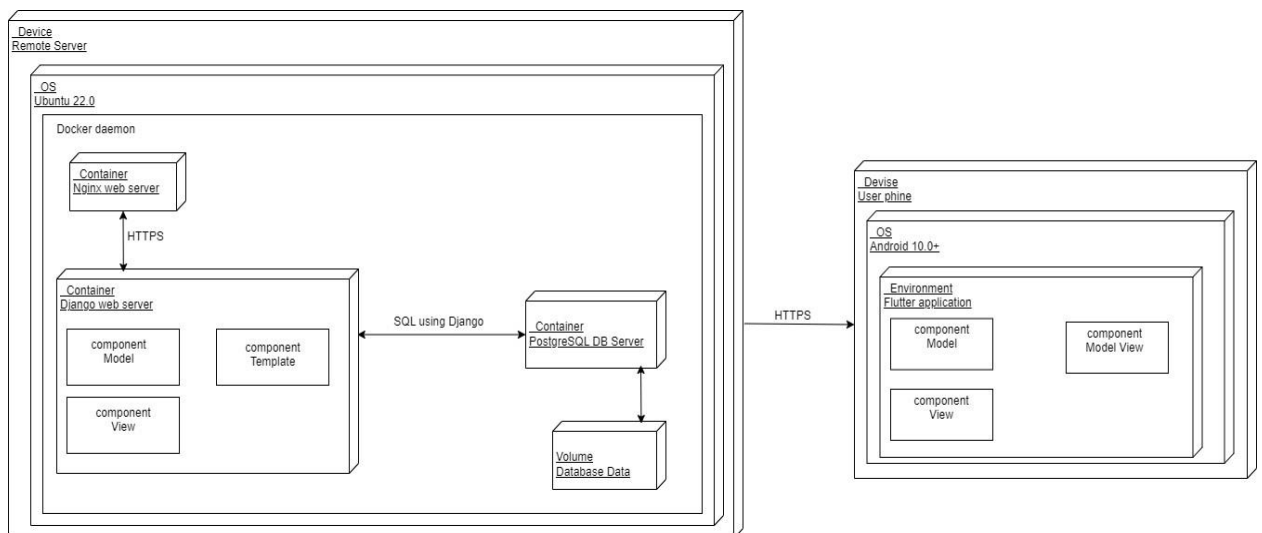 Device
Remote Server
OS
Ubuntu 22.0
Docker daemon
Container
Nginx web server
HTTPS
Container
Django web server
component
Model
component
Template
component
View
SQL using Django
Container
PostgreSQL DB Server
Volume
Database Data
HTTPS
Devise
User phine
OS
Android 10.0+
Environment
Flutter application
component
Model
component
Model View
component
View